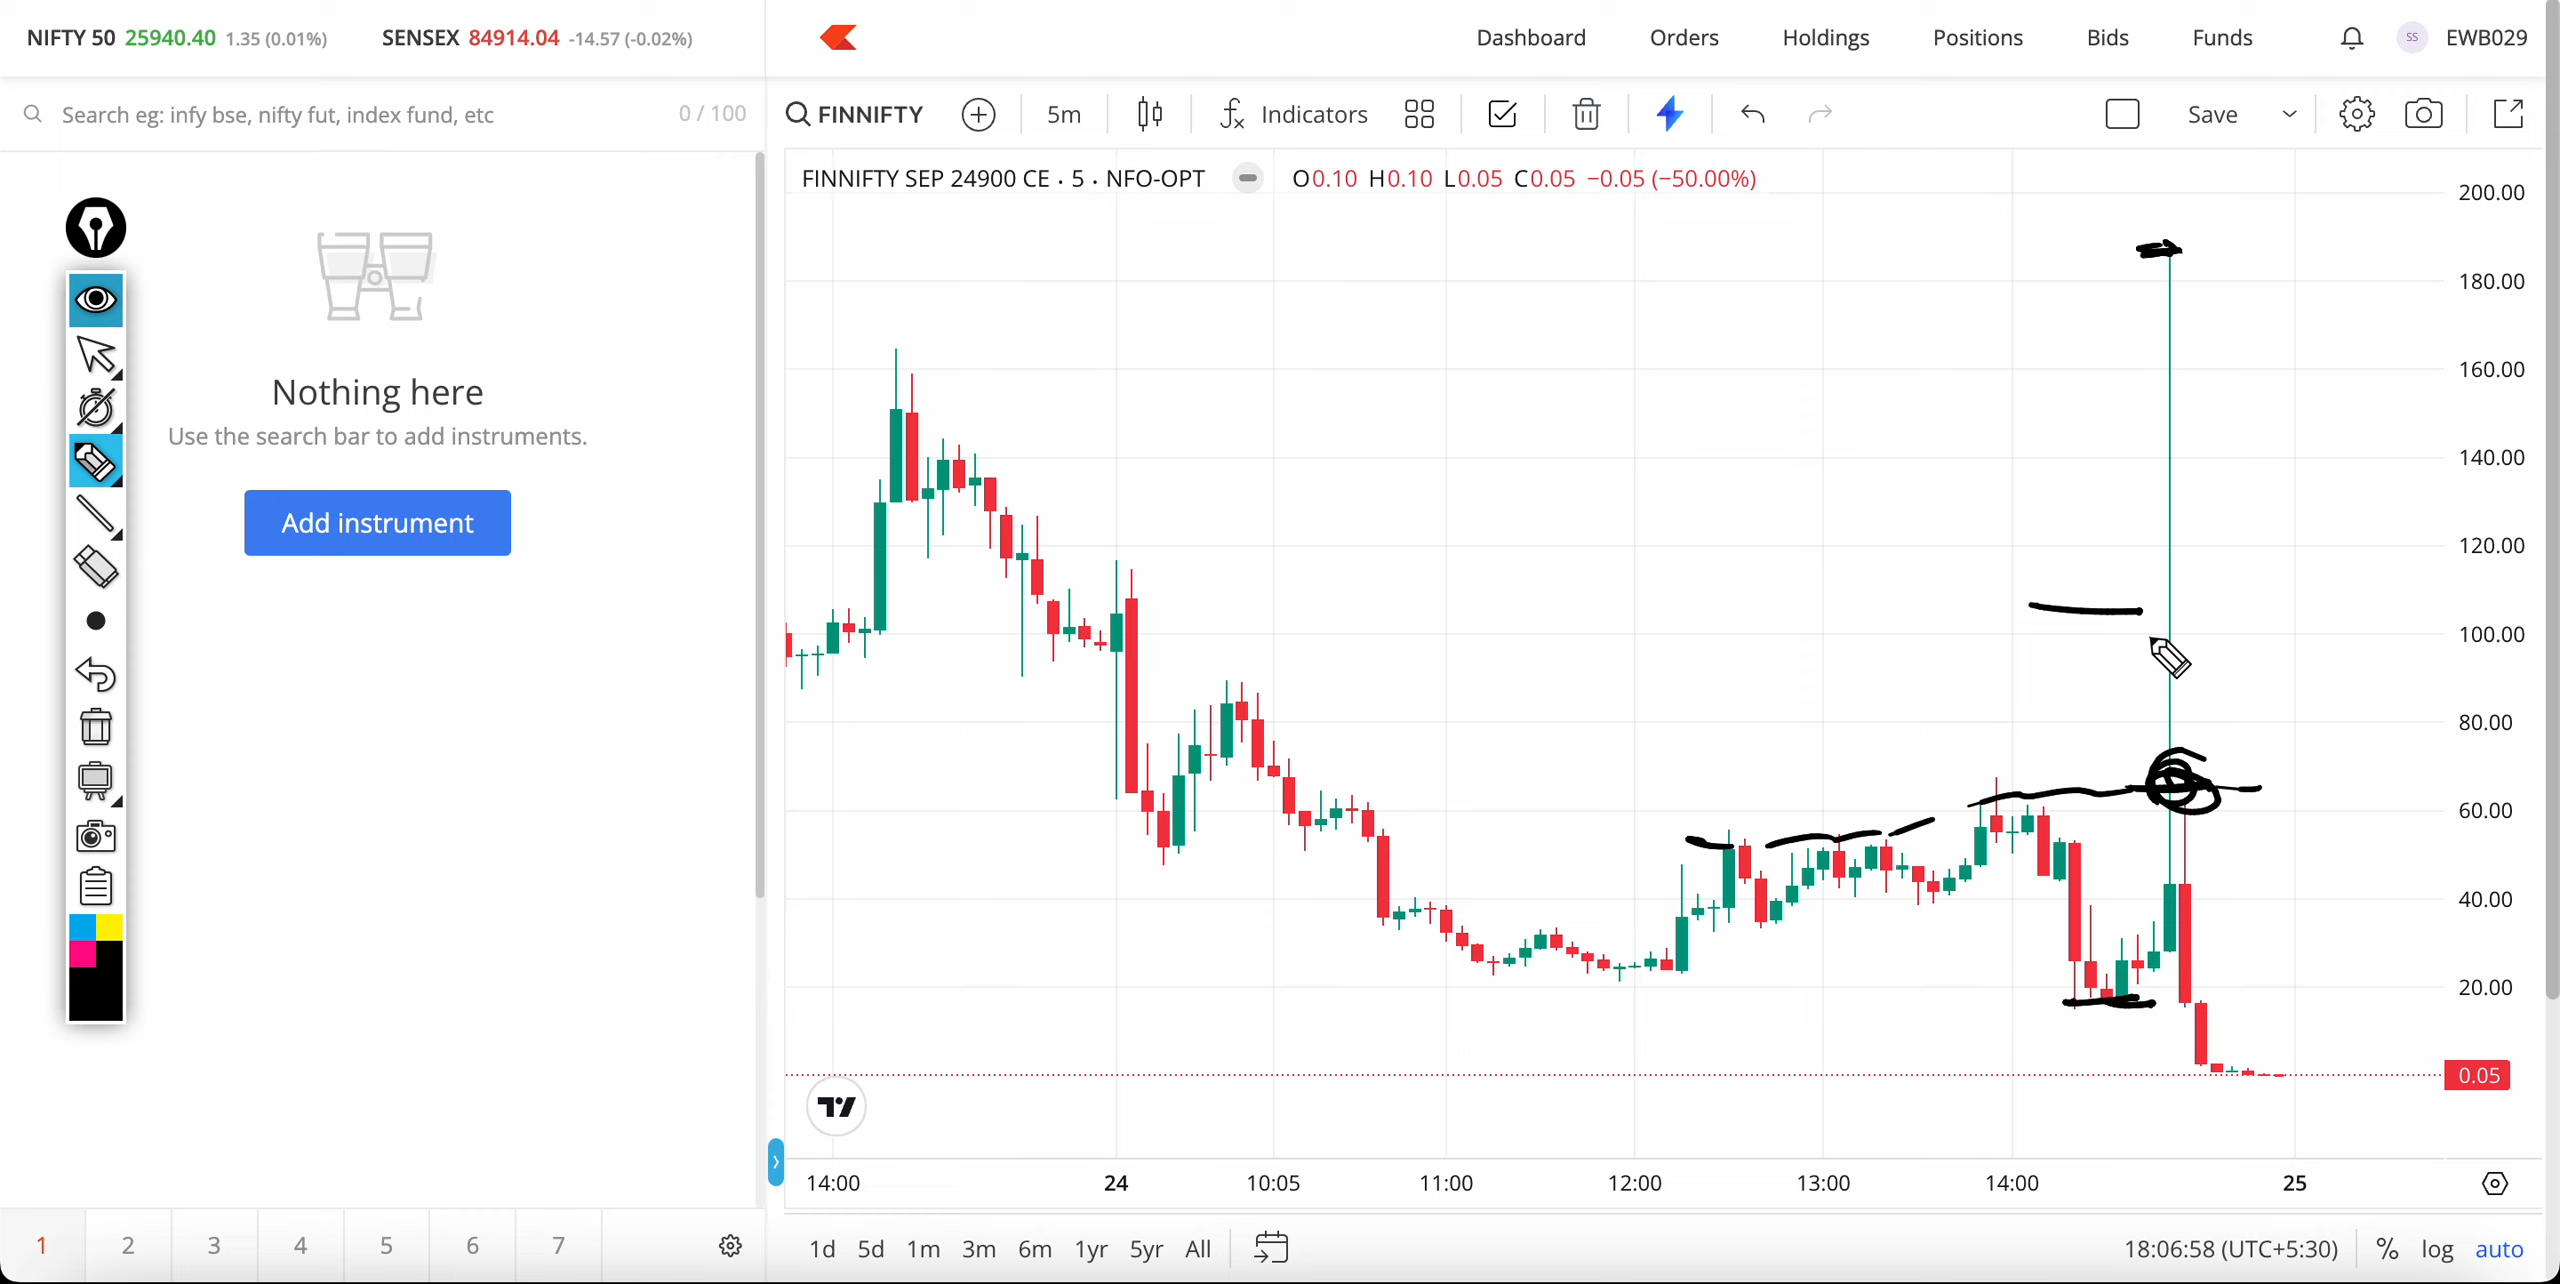 NIFTY 50 25940.40 1.35 (0.01%) SENSEX 84914.04 -14.57 (-0.02%)
Dashboard Orders Holdings Positions Bids Funds SS EWB029
Search eg: infy bse, nifty fut, index fund, etc 0 / 100
FINNIFTY 5m Indicators Save
FINNIFTY SEP 24900 CE · 5 · NFO-OPT O0.10 H0.10 L0.05 C0.05 −0.05 (−50.00%)
Nothing here
Use the search bar to add instruments.
Add instrument
200.00
180.00
160.00
140.00
120.00
100.00
80.00
60.00
40.00
20.00
0.05
14:00 24 10:05 11:00 12:00 13:00 14:00 25
1 2 3 4 5 6 7
1d 5d 1m 3m 6m 1yr 5yr All
18:06:58 (UTC+5:30) % log auto